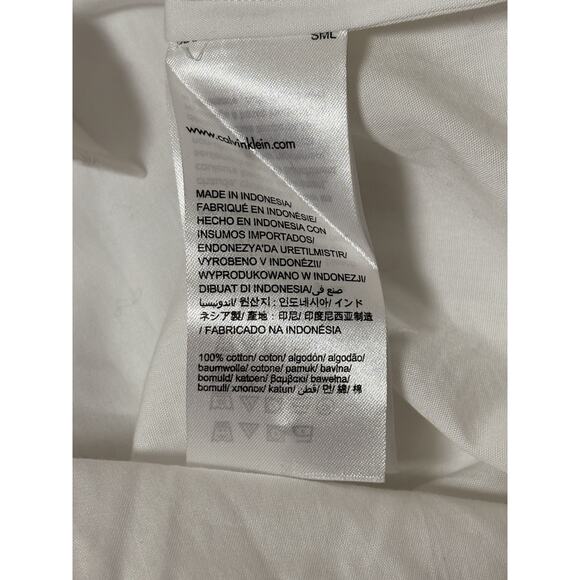 SML
www.calvinklein.com
MADE IN INDONESIA/
FABRIQUÉ EN INDONÉSIE/
HECHO EN INDONESIA CON
INSUMOS IMPORTADOS/
ENDONEZYA'DA URETILMISTIR/
VYROBENO V INDONÉZII/
WYPRODUKOWANO W INDONEZJI/
DIBUAT DI INDONESIA/صنع في
اندونيسيا/ 원산지: 인도네시아/ インド
ネシア製/ 產地: 印尼/ 印度尼西亚制造
/ FABRICADO NA INDONÉSIA
100% cotton/ coton/ algodón/ algodão/
baumwolle/ cotone/ pamuk/ bavlna/
bomuld/ katoen/ βαμβακι/ bawełna/
bomull/ хлопок/ katun/ قطن/ 면/ 綿/ 棉